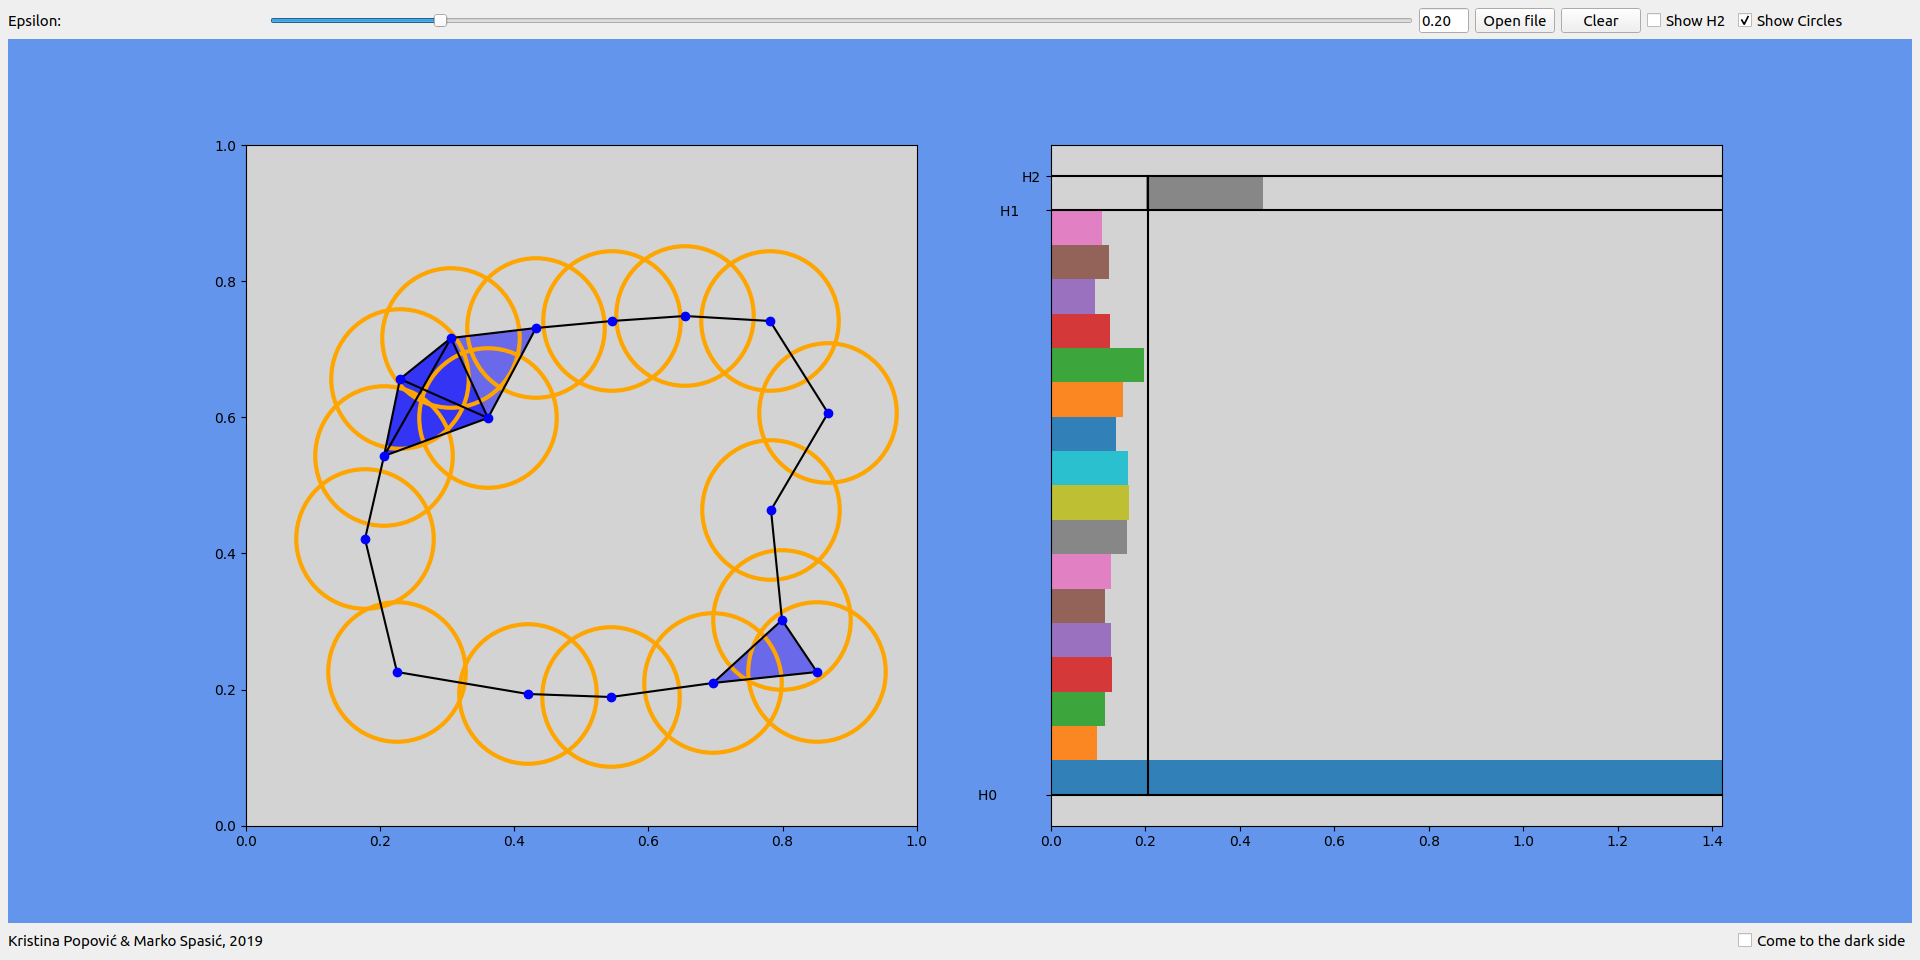 Epsilon: 0.20 Open file Clear Show H2 Show Circles
1.0
0.8
0.6
0.4
0.2
0.0
0.0 0.2 0.4 0.6 0.8 1.0
H2
H1
H0
0.0 0.2 0.4 0.6 0.8 1.0 1.2 1.4
Kristina Popović & Marko Spasić, 2019 Come to the dark side